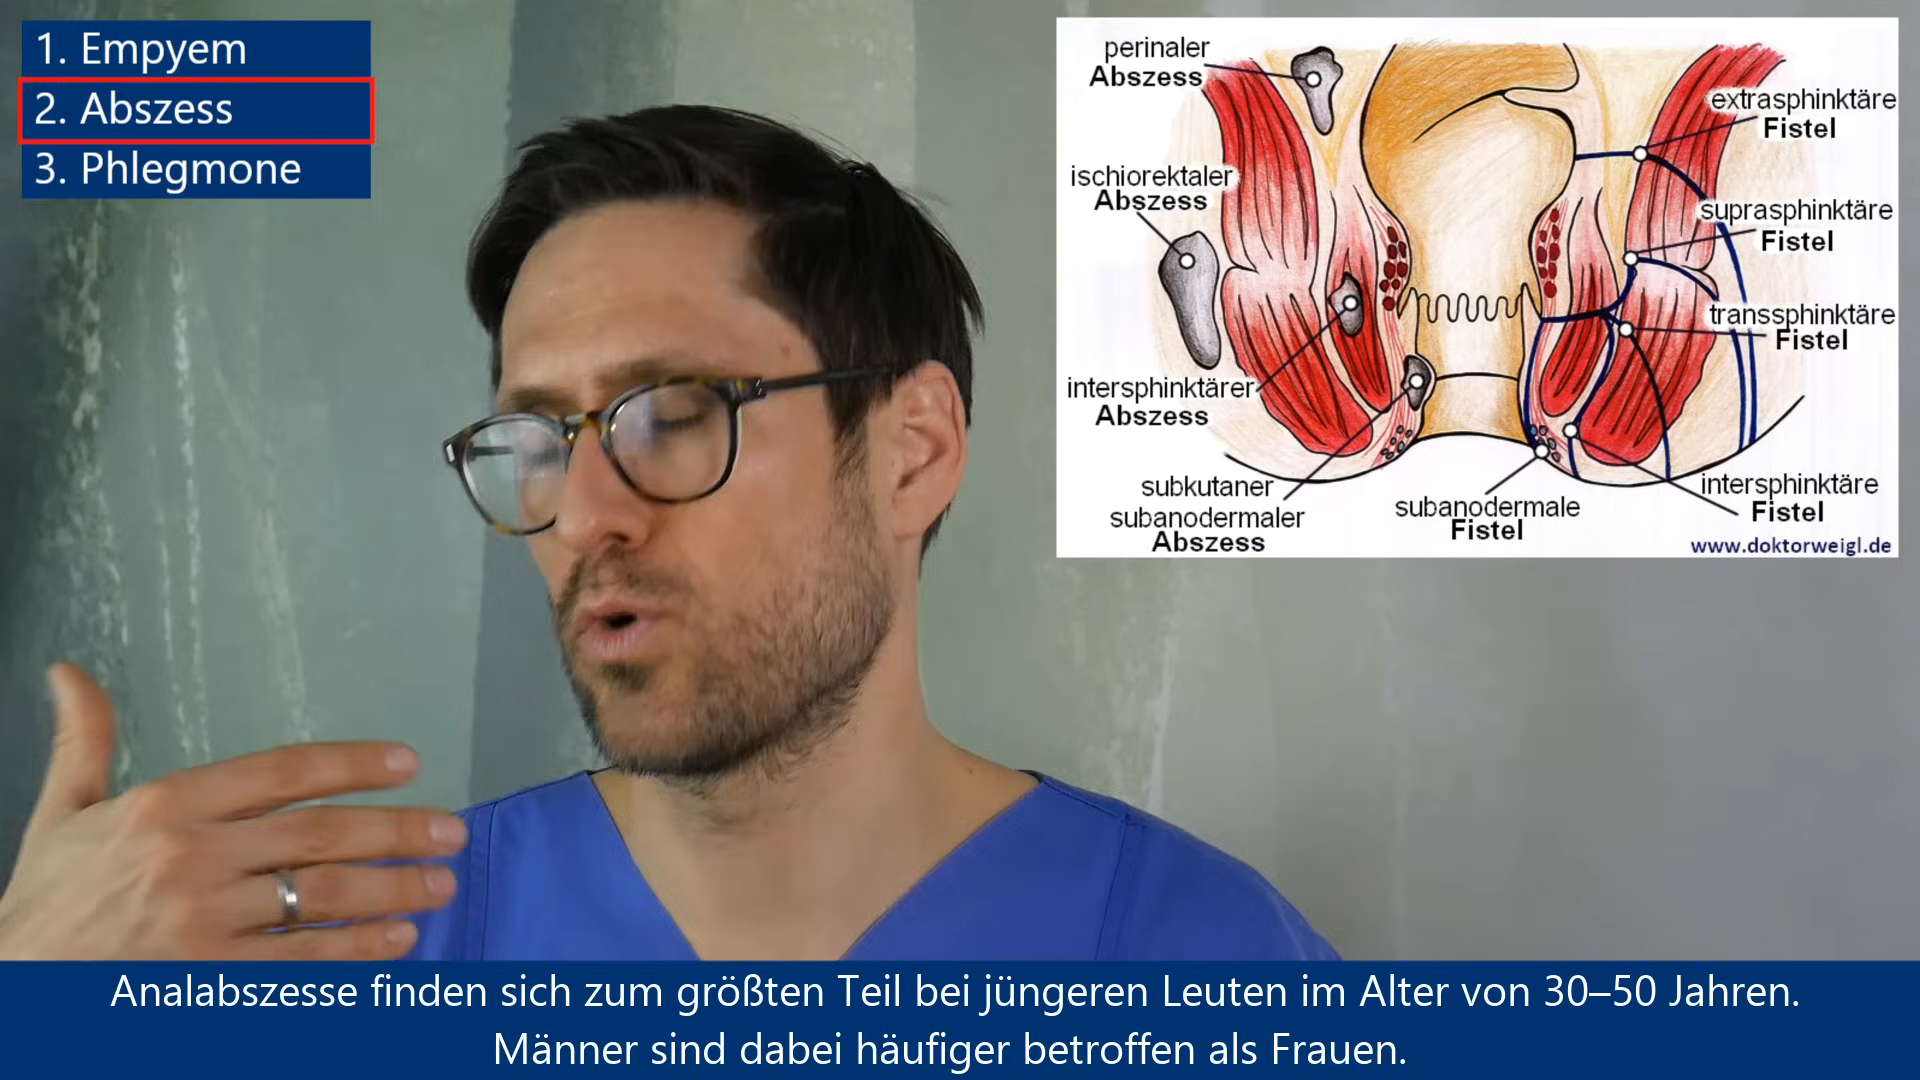 1. Empyem
2. Abszess
3. Phlegmone
perinaler
Abszess
ischiorektaler
Abszess
intersphinktärer
Abszess
subkutaner
subanodermaler
Abszess
subanodermale
Fistel
extrasphinktäre
Fistel
suprasphinktäre
Fistel
transsphinktäre
Fistel
intersphinktäre
Fistel
www.doktorweigl.de
Analabszesse finden sich zum größten Teil bei jüngeren Leuten im Alter von 30–50 Jahren.
Männer sind dabei häufiger betroffen als Frauen.